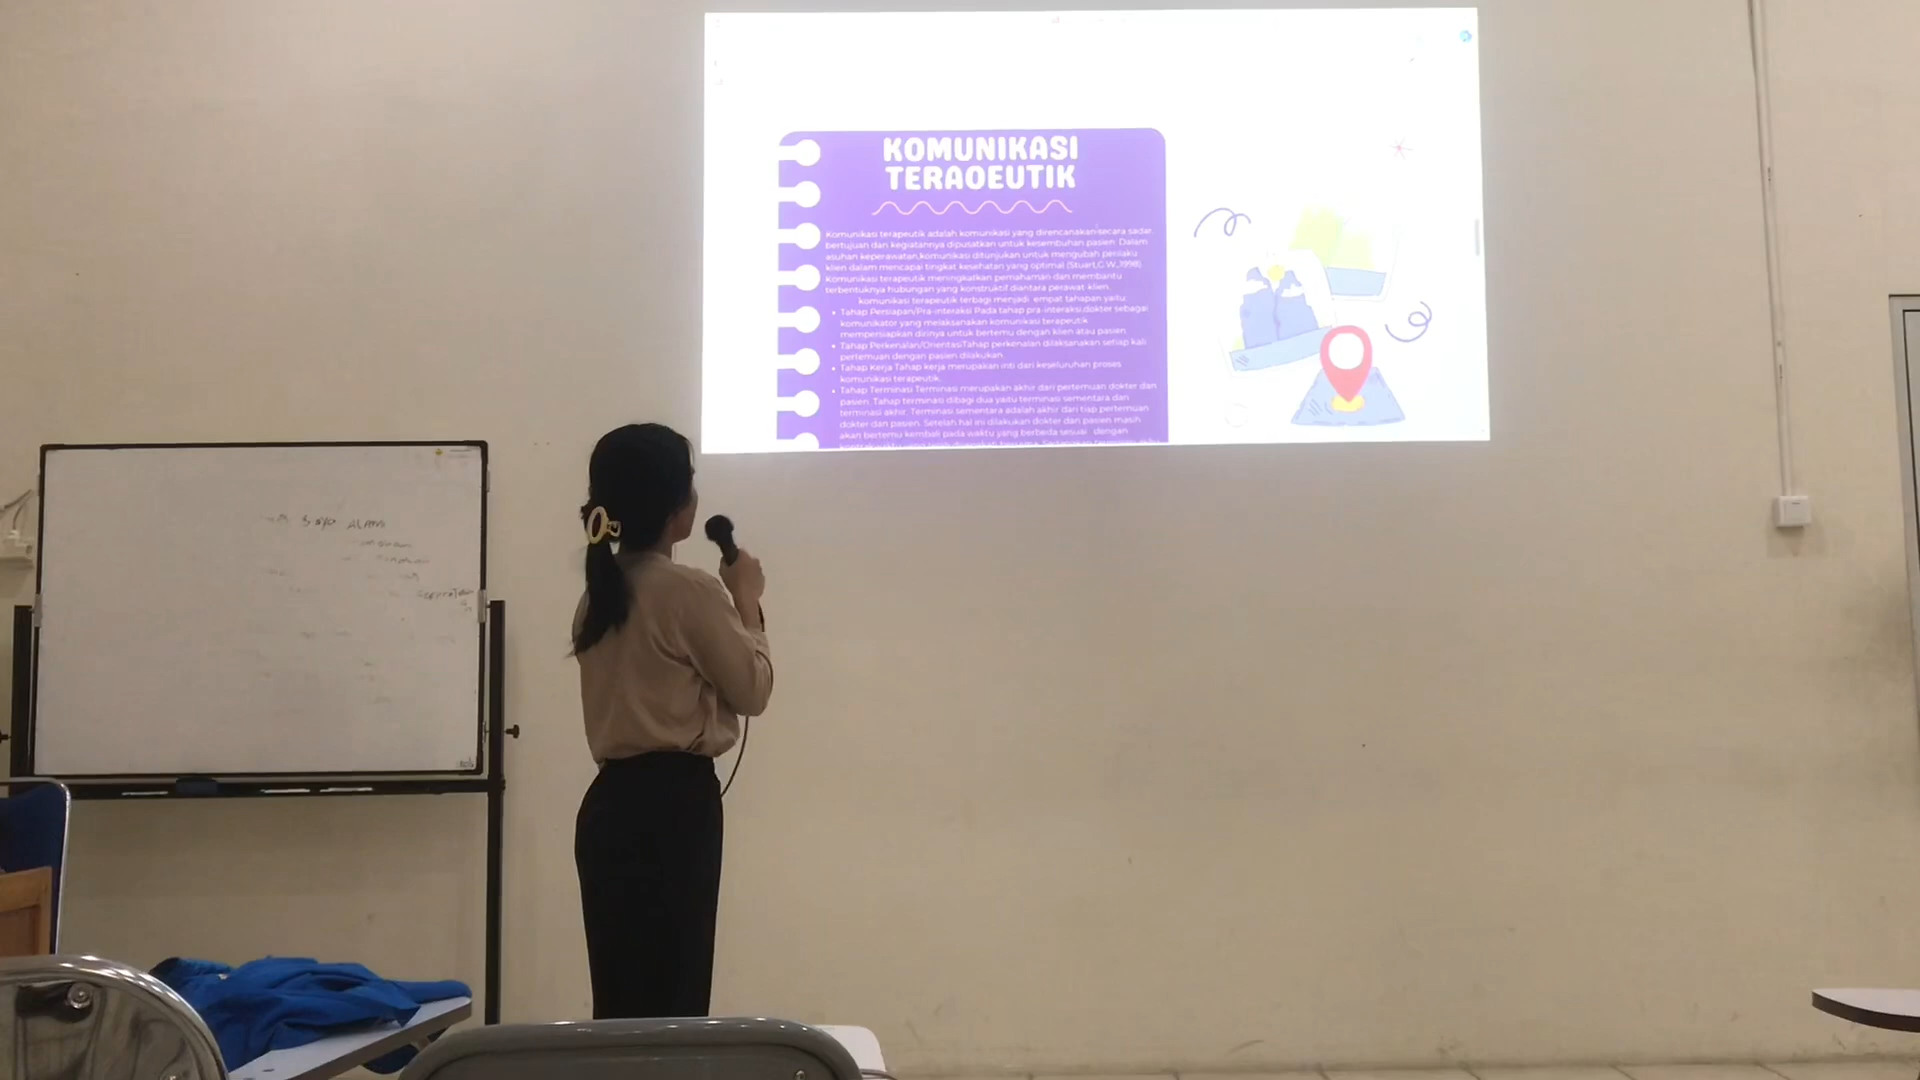 KOMUNIKASI
TERAOEUTIK
Komunikasi terapeutik adalah komunikasi yang direncanakan secara sadar,
bertujuan dan kegiatannya dipusatkan untuk kesembuhan pasien. Dalam
asuhan keperawatan,komunikasi ditunjukan untuk mengubah perilaku
klien dalam mencapai tingkat kesehatan yang optimal (Stuart,G.W.,1998).
Komunikasi terapeutik meningkatkan pemahaman dan membantu
terbentuknya hubungan yang konstruktif diantara perawat klien.
komunikasi terapeutik terbagi menjadi empat tahapan yaitu:
• Tahap Persiapan/Pra-interaksi Pada tahap pra-interaksi,dokter sebagai
komunikator yang melaksanakan komunikasi terapeutik
mempersiapkan dirinya untuk bertemu dengan klien atau pasien.
• Tahap Perkenalan/OrientasiTahap perkenalan dilaksanakan setiap kali
pertemuan dengan pasien dilakukan.
• Tahap Kerja Tahap kerja merupakan inti dari keseluruhan proses
komunikasi terapeutik.
• Tahap Terminasi Terminasi merupakan akhir dari pertemuan dokter dan
pasien. Tahap terminasi dibagi dua yaitu terminasi sementara dan
terminasi akhir. Terminasi sementara adalah akhir dari tiap pertemuan
dokter dan pasien. Setelah hal ini dilakukan dokter dan pasien masih
akan bertemu kembali pada waktu yang berbeda sesuai dengan
ALAMI